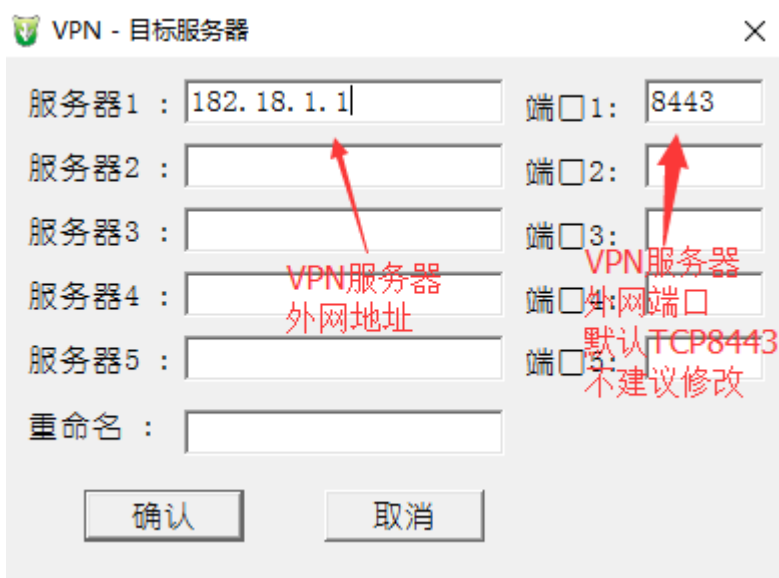 VPN - 目标服务器
服务器1 : 182.18.1.1 端口1: 8443
服务器2 : 端口2:
服务器3 : 端口3:
VPN服务器
外网地址
VPN服务器
外网端口
默认TCP8443
不建议修改
服务器4 : 端口4:
服务器5 : 端口5:
重命名 :
确认 取消